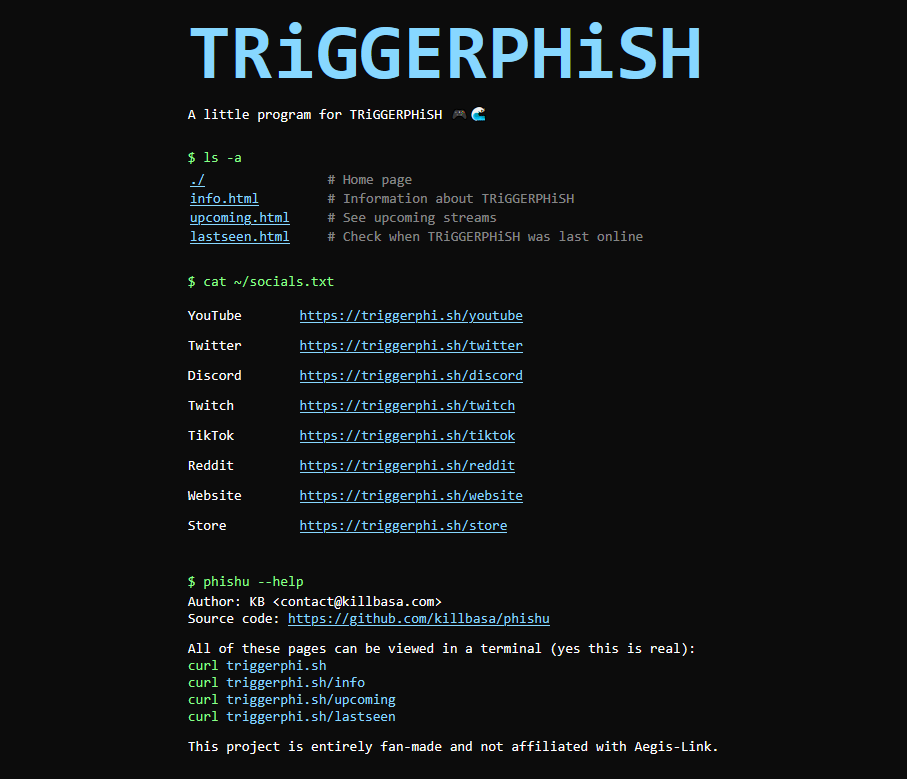 TRiGGERPHiSH
A little program for TRiGGERPHiSH 🎮🌊
$ ls -a
./ # Home page
info.html # Information about TRiGGERPHiSH
upcoming.html # See upcoming streams
lastseen.html # Check when TRiGGERPHiSH was last online
$ cat ~/socials.txt
YouTube https://triggerphi.sh/youtube
Twitter https://triggerphi.sh/twitter
Discord https://triggerphi.sh/discord
Twitch https://triggerphi.sh/twitch
TikTok https://triggerphi.sh/tiktok
Reddit https://triggerphi.sh/reddit
Website https://triggerphi.sh/website
Store https://triggerphi.sh/store
$ phishu --help
Author: KB <contact@killbasa.com>
Source code: https://github.com/killbasa/phishu
All of these pages can be viewed in a terminal (yes this is real):
curl triggerphi.sh
curl triggerphi.sh/info
curl triggerphi.sh/upcoming
curl triggerphi.sh/lastseen
This project is entirely fan-made and not affiliated with Aegis-Link.